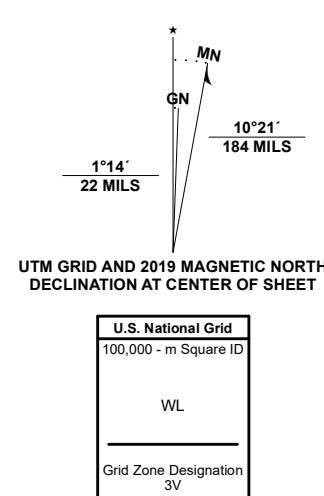 ★
MN
GN
10°21´
184 MILS
1°14´
22 MILS
UTM GRID AND 2019 MAGNETIC NORTH
DECLINATION AT CENTER OF SHEET
U.S. National Grid
100,000 - m Square ID
WL
Grid Zone Designation
3V